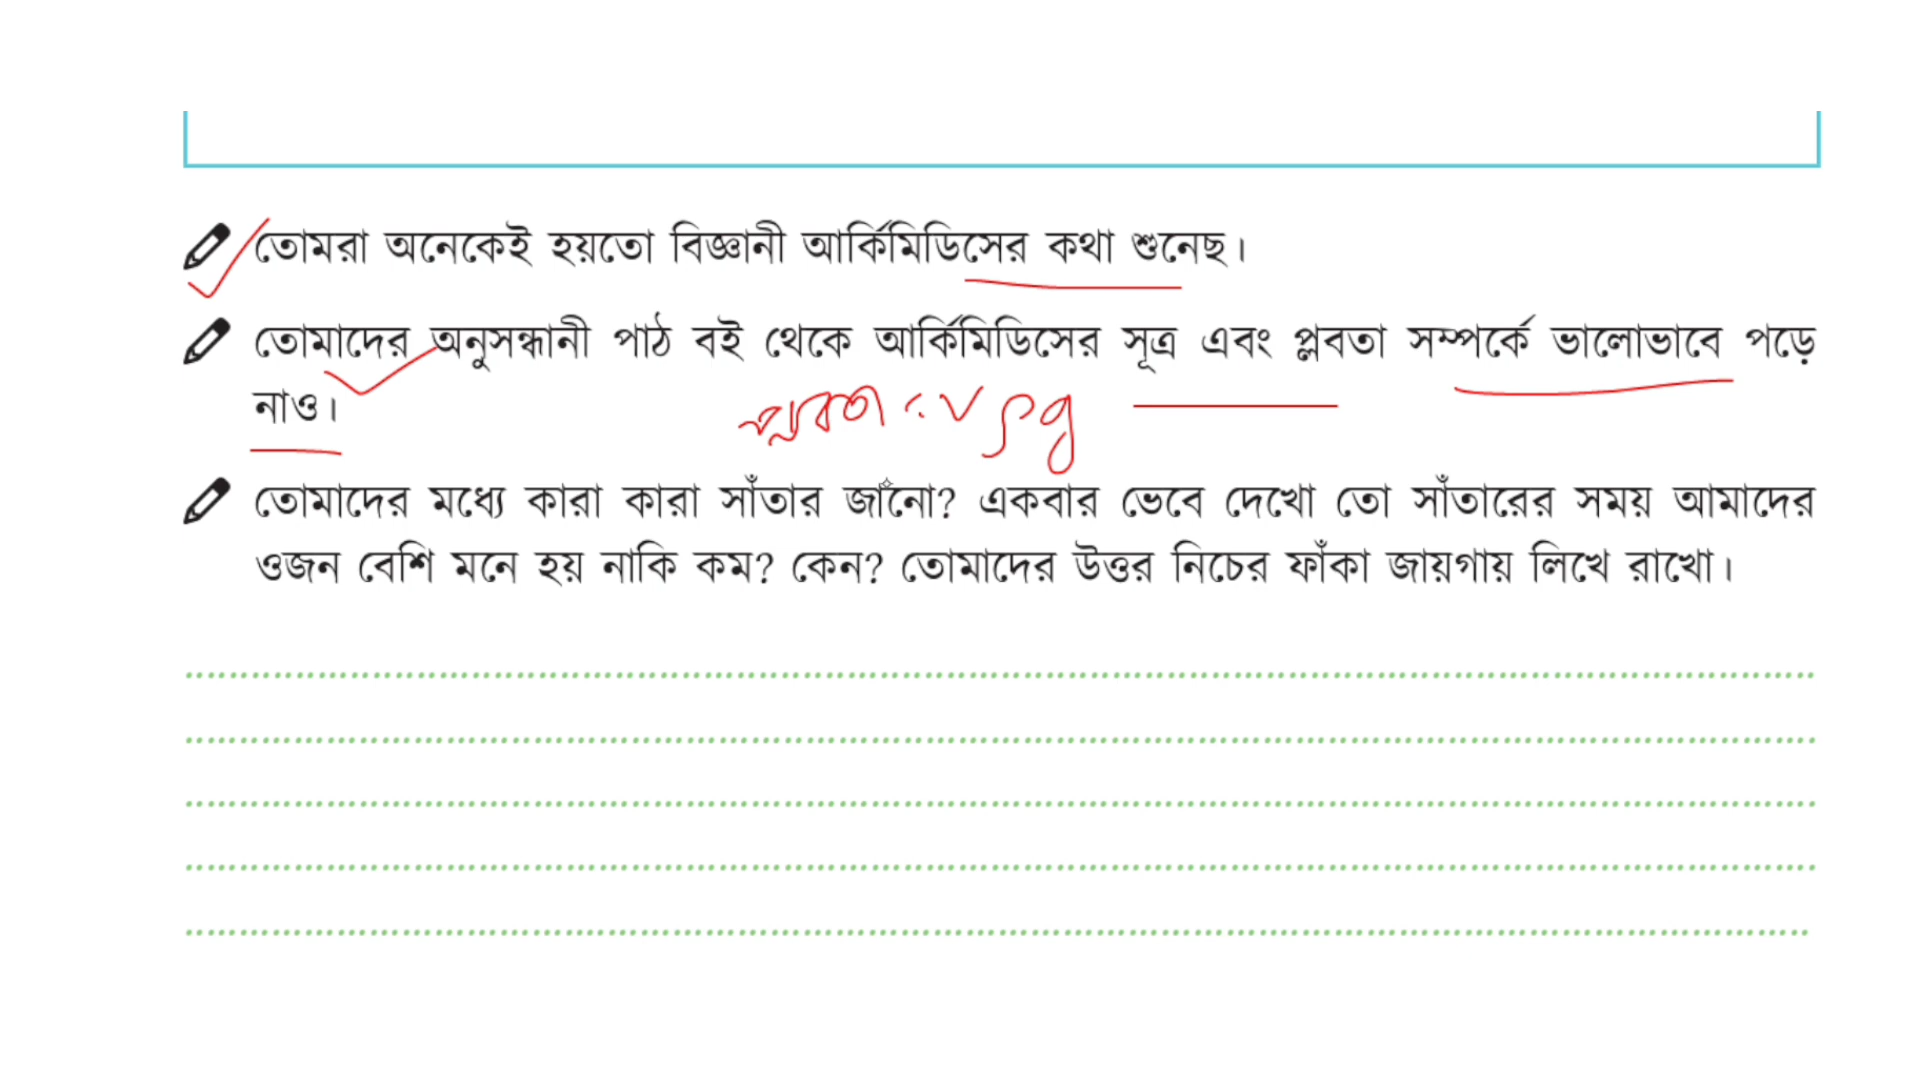 তোমরা অনেকেই হয়তো বিজ্ঞানী আর্কিমিডিসের কথা শুনেছ।
তোমাদের অনুসন্ধানী পাঠ বই থেকে আর্কিমিডিসের সূত্র এবং প্লবতা সম্পর্কে ভালোভাবে পড়ে
নাও।
প্লবতা : vρg
তোমাদের মধ্যে কারা কারা সাঁতার জানো? একবার ভেবে দেখো তো সাঁতারের সময় আমাদের
ওজন বেশি মনে হয় নাকি কম? কেন? তোমাদের উত্তর নিচের ফাঁকা জায়গায় লিখে রাখো।